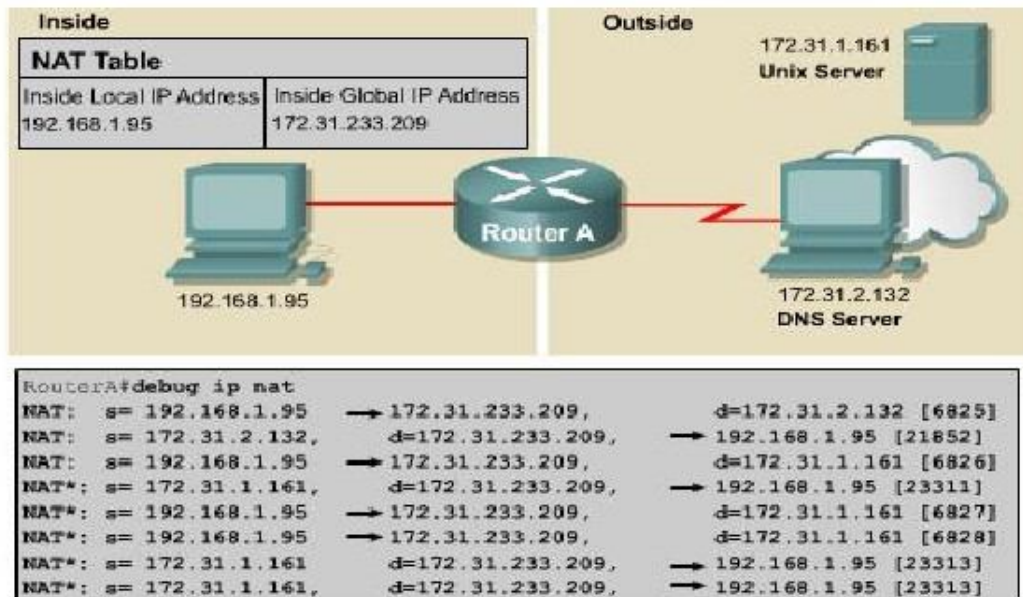 Inside
Outside
NAT Table
Inside Local IP Address Inside Global IP Address
192.168.1.95 172.31.233.209
172.31.1.161
Unix Server
Router A
192.168.1.95
172.31.2.132
DNS Server
RouterA#debug ip nat
NAT: s= 192.168.1.95 → 172.31.233.209, d=172.31.2.132 [6825]
NAT: s= 172.31.2.132, d=172.31.233.209, → 192.168.1.95 [21852]
NAT: s= 192.168.1.95 → 172.31.233.209, d=172.31.1.161 [6826]
NAT*: s= 172.31.1.161, d=172.31.233.209, → 192.168.1.95 [23311]
NAT*: s= 192.168.1.95 → 172.31.233.209, d=172.31.1.161 [6827]
NAT*: s= 192.168.1.95 → 172.31.233.209, d=172.31.1.161 [6828]
NAT*: s= 172.31.1.161 d=172.31.233.209, → 192.168.1.95 [23313]
NAT*: s= 172.31.1.161, d=172.31.233.209, → 192.168.1.95 [23313]